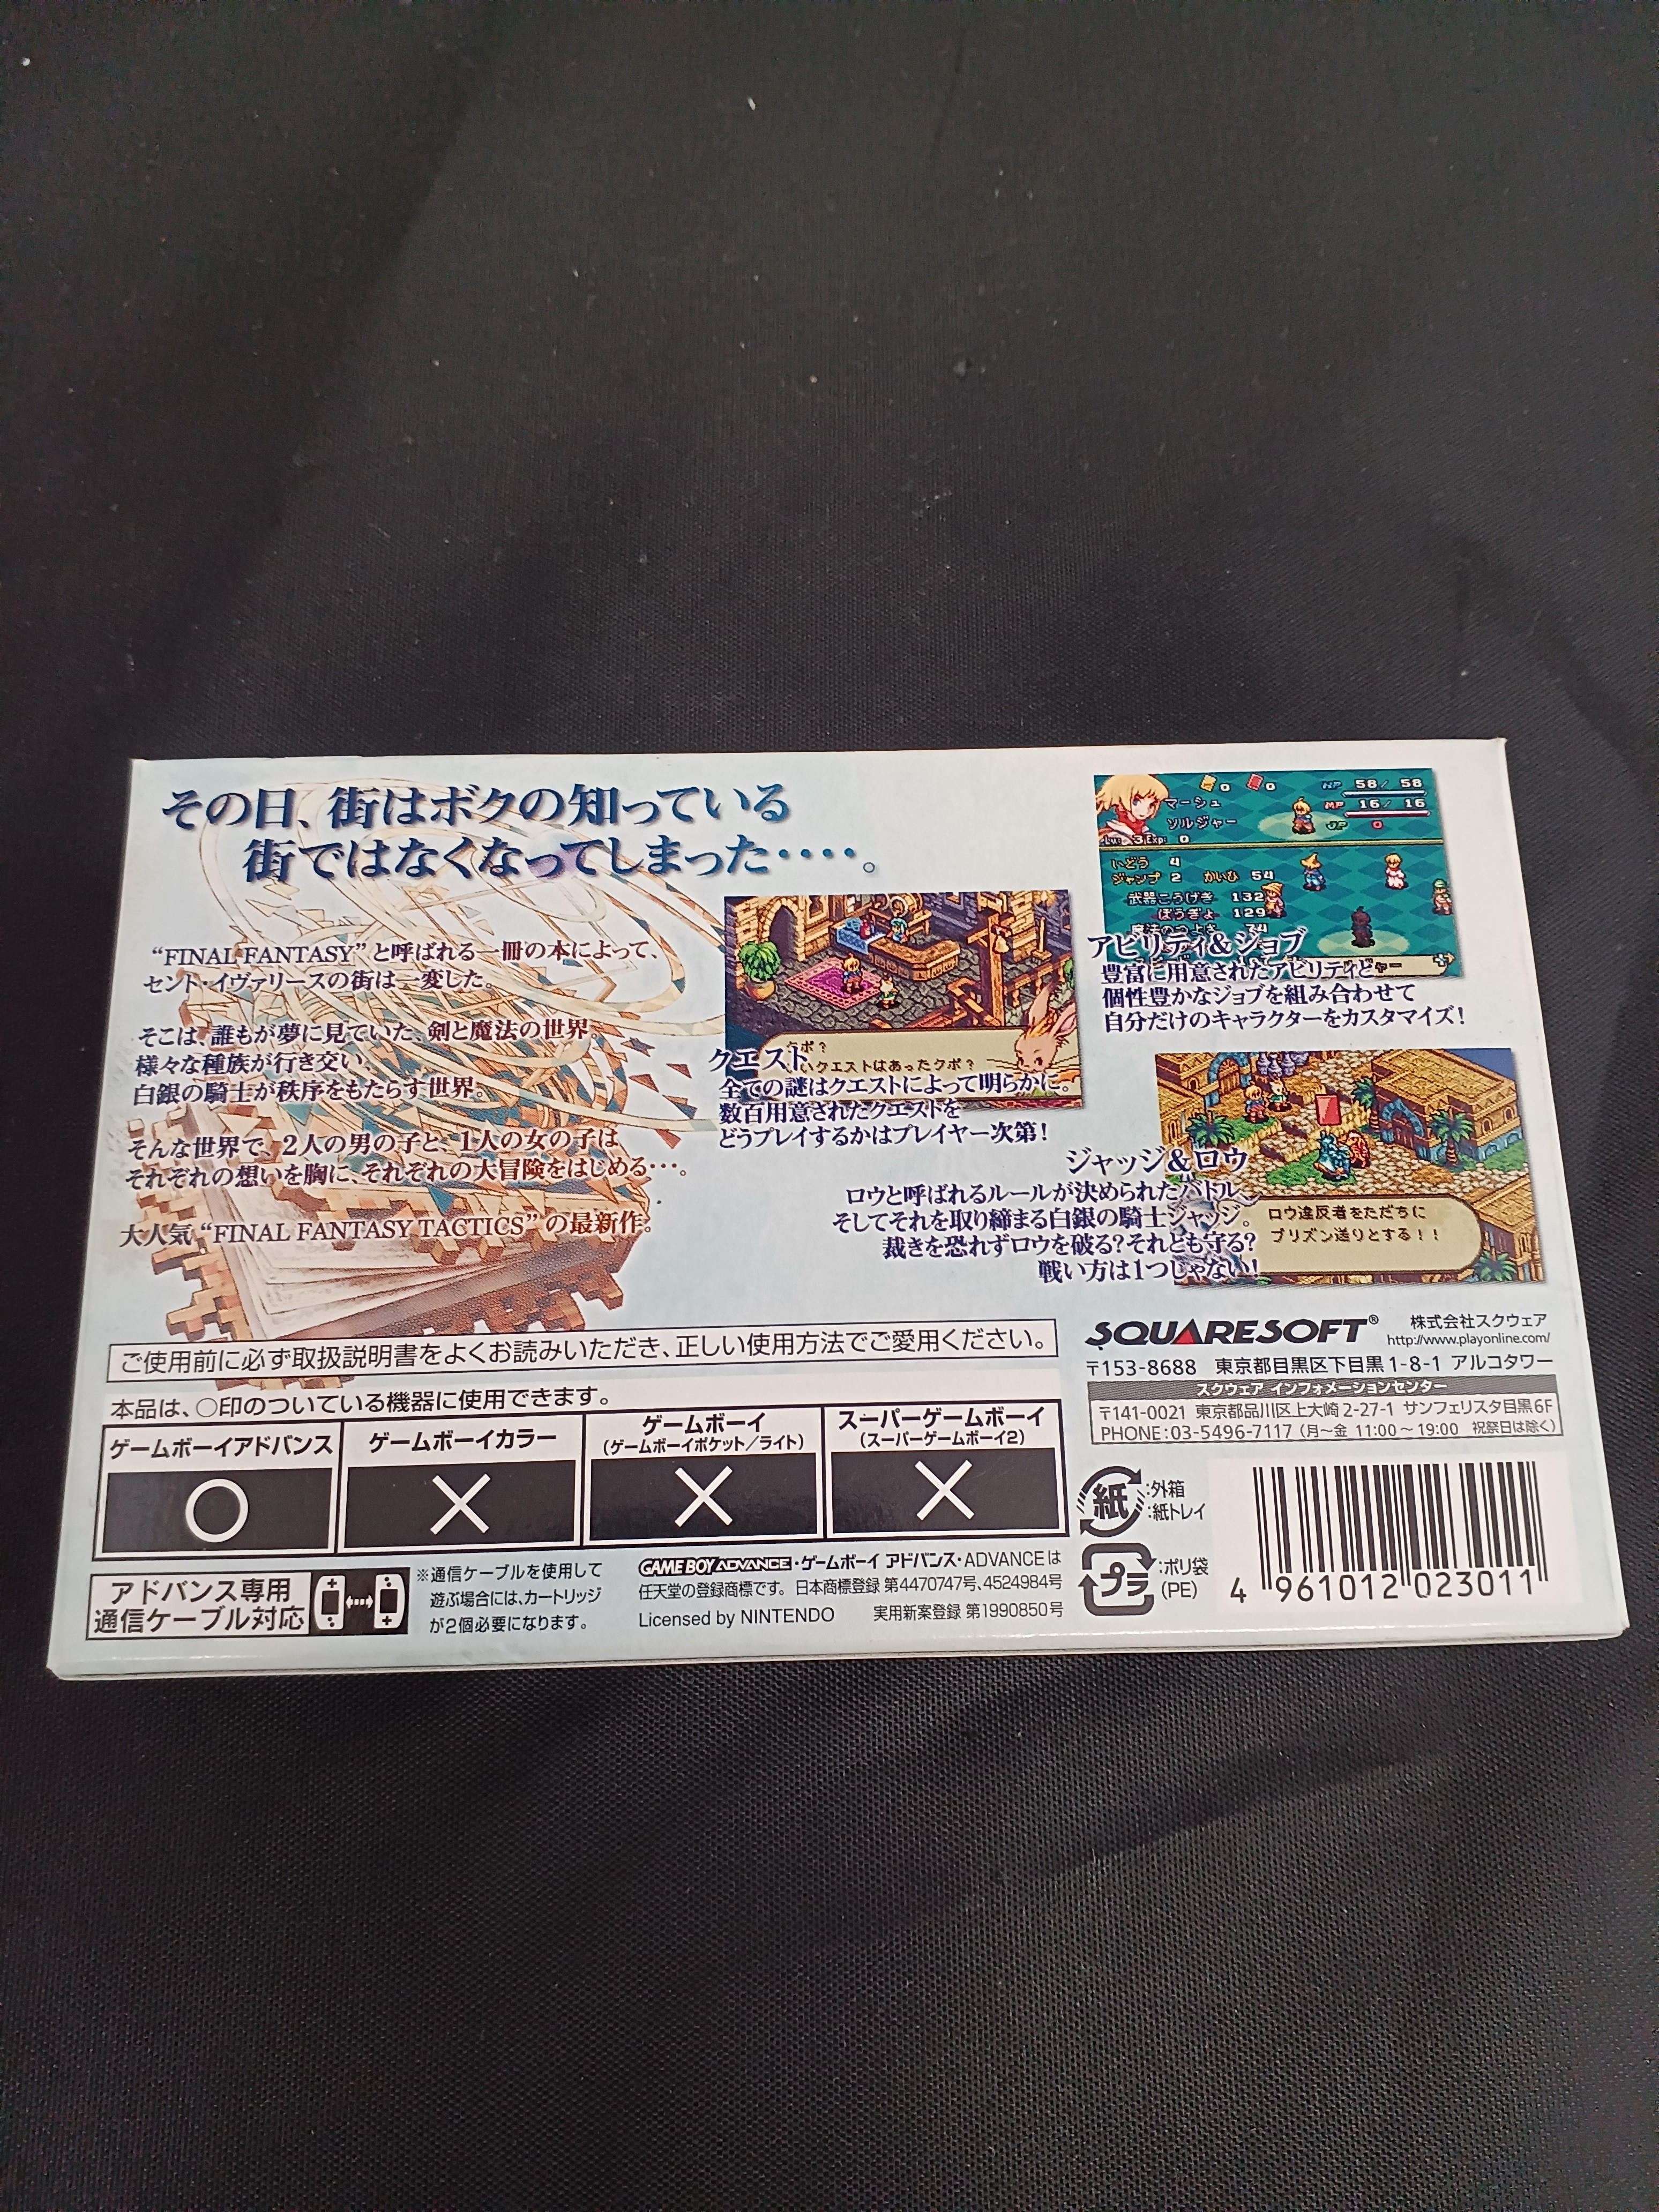 その日、街はボクの知っている
街ではなくなってしまった‥‥。
“FINAL FANTASY”と呼ばれる一冊の本によって、
セント・イヴァリースの街は一変した。
そこは、誰もが夢に見ていた、剣と魔法の世界
様々な種族が行き交い、
白銀の騎士が秩序をもたらす世界。
そんな世界で、2人の男の子と、1人の女の子は
それぞれの想いを胸に、それぞれの大冒険をはじめる…。
大人気“FINAL FANTASY TACTICS”の最新作。
クポ?
いクエストはあったクポ?
クエスト
全ての謎はクエストによって明らかに。
数百用意されたクエストを
どうプレイするかはプレイヤー次第!
マーシュ
ソルジャー
Lv. 3 Exp. 0
0 0
HP 58/ 58
MP 16/ 16
JP 0
いどう 4
ジャンプ 2 かいひ 54
武器こうげき 132
ぼうぎょ 129
アビリティ&ジョブ
豊富に用意されたアビリティと
個性豊かなジョブを組み合わせて
自分だけのキャラクターをカスタマイズ!
ジャッジ&ロウ
ロウと呼ばれるルールが決められたバトル。
そしてそれを取り締まる白銀の騎士ジャッジ。
裁きを恐れずロウを破る?それとも守る?
戦い方は1つじゃない!
ロウ違反者をただちに
プリズン送りとする!!
ご使用前に必ず取扱説明書をよくお読みいただき、正しい使用方法でご愛用ください。
本品は、○印のついている機器に使用できます。
ゲームボーイアドバンス
○
ゲームボーイカラー
×
ゲームボーイ
(ゲームボーイポケット/ライト)
×
スーパーゲームボーイ
(スーパーゲームボーイ2)
×
アドバンス専用
通信ケーブル対応
※通信ケーブルを使用して
遊ぶ場合には、カートリッジ
が2個必要になります。
GAME BOY ADVANCE・ゲームボーイ アドバンス・ADVANCEは
任天堂の登録商標です。日本商標登録 第4470747号、4524984号
Licensed by NINTENDO 実用新案登録 第1990850号
SQUARESOFT® 株式会社スクウェア
http://www.playonline.com/
〒153-8688 東京都目黒区下目黒1-8-1 アルコタワー
スクウェア インフォメーションセンター
〒141-0021 東京都品川区上大崎2-27-1 サンフェリスタ目黒6F
PHONE:03-5496-7117 (月～金 11:00～19:00 祝祭日は除く)
紙 :外箱
:紙トレイ
プラ :ポリ袋
(PE)
4 961012 023011